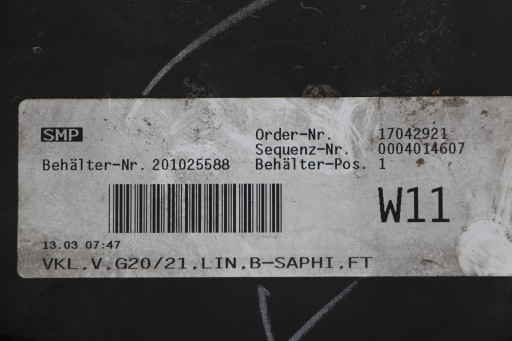 SMP
Order-Nr. 17042921
Sequenz-Nr. 0004014607
Behälter-Nr. 201025588 Behälter-Pos. 1
W11
13.03 07:47
VKL.V.G20/21.LIN.B-SAPHI.FT